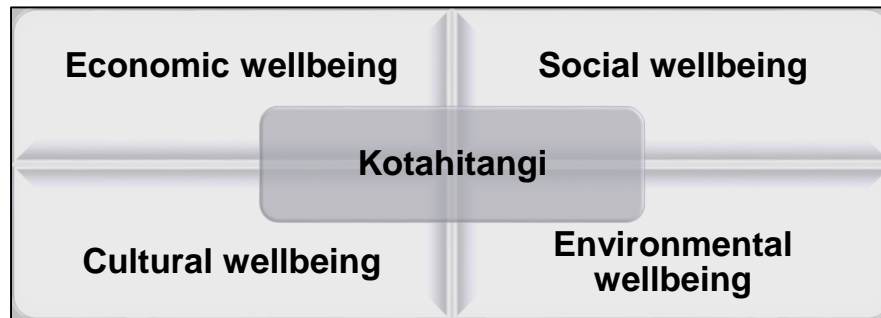 Economic wellbeing
Social wellbeing
Kotahitangi
Cultural wellbeing
Environmental
wellbeing